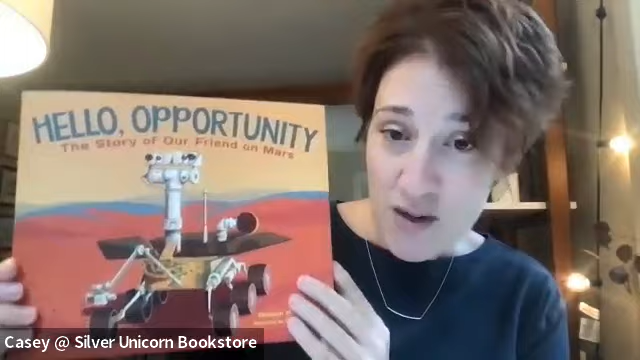 HELLO, OPPORTUNITY
The Story of Our Friend on Mars
Casey @ Silver Unicorn Bookstore